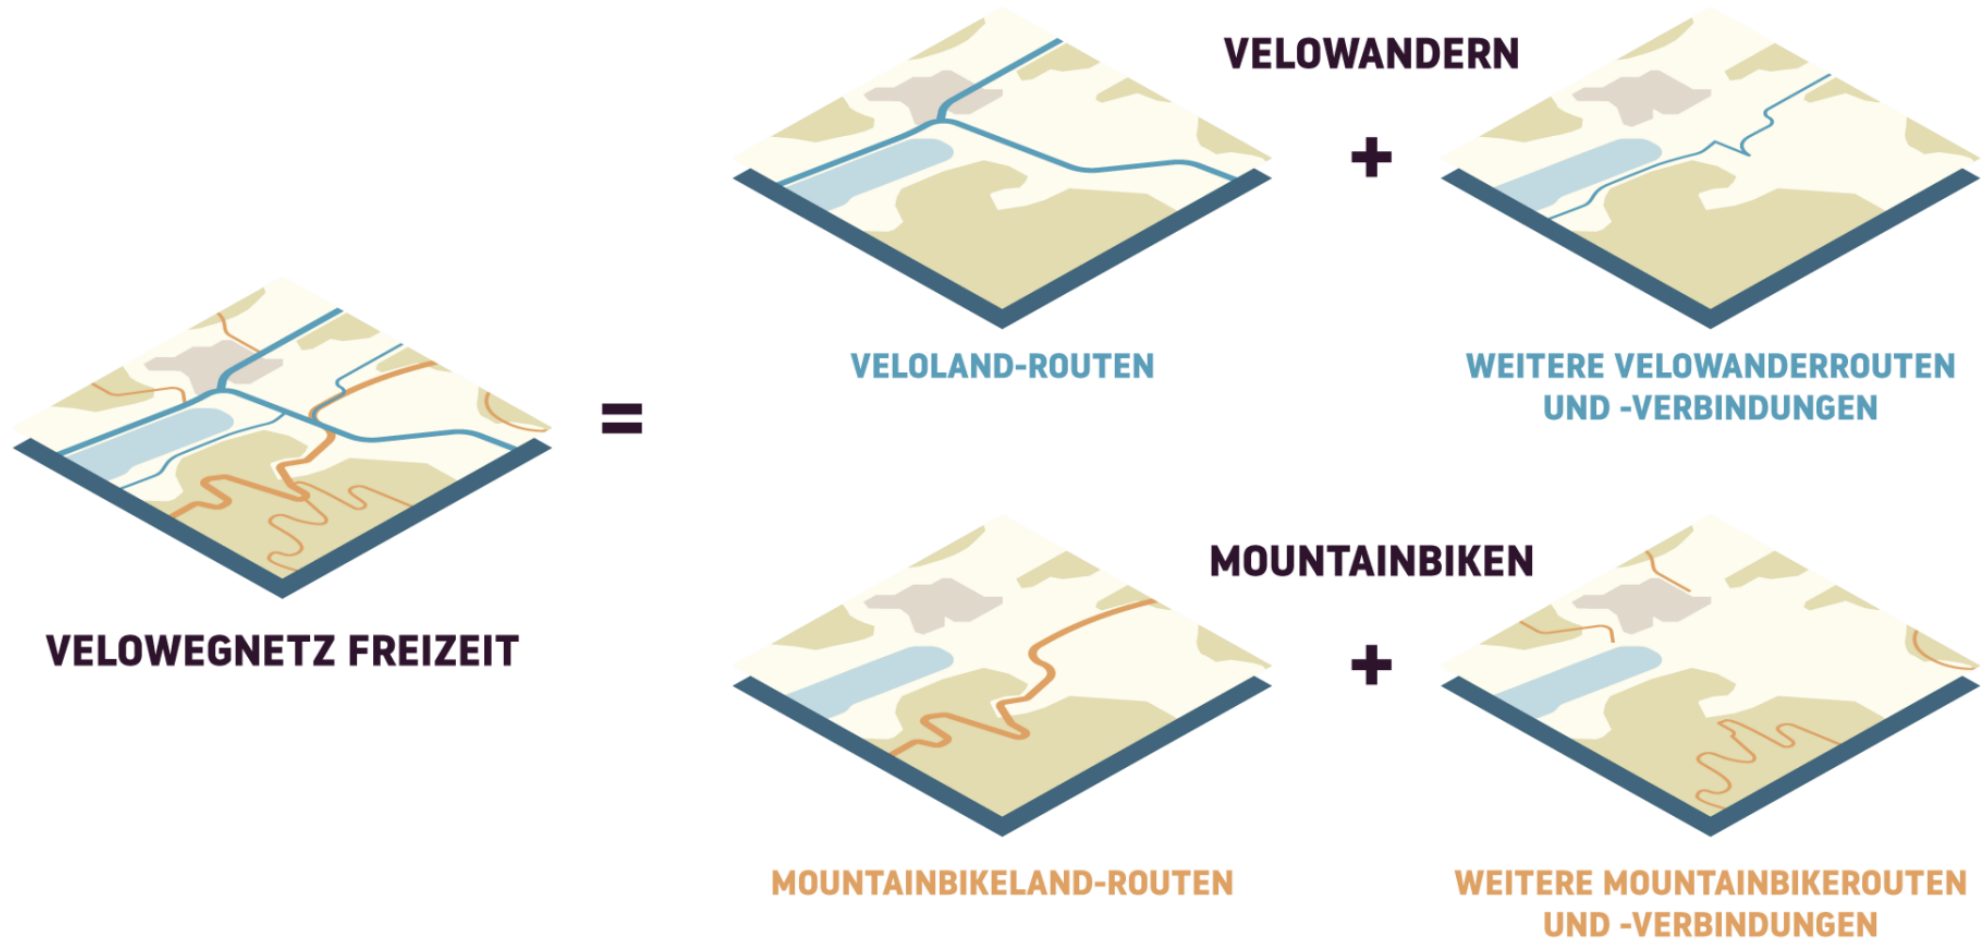 VELOWANDERN
+
VELOLAND-ROUTEN
WEITERE VELOWANDERROUTEN
UND -VERBINDUNGEN
=
VELOWEGNETZ FREIZEIT
MOUNTAINBIKEN
+
MOUNTAINBIKELAND-ROUTEN
WEITERE MOUNTAINBIKEROUTEN
UND -VERBINDUNGEN